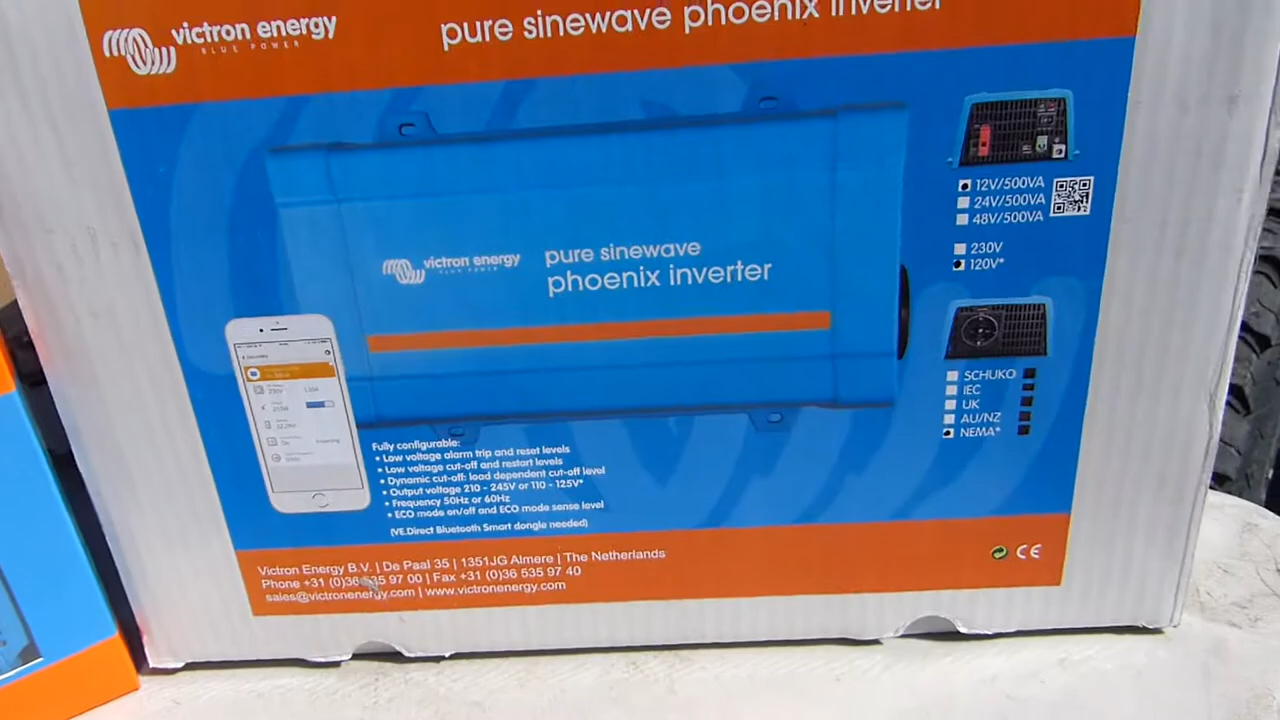 victron energy
BLUE POWER
pure sinewave phoenix inverter
12V/500VA
24V/500VA
48V/500VA
230V
120V*
victron energy
BLUE POWER
pure sinewave
phoenix inverter
SCHUKO
IEC
UK
AU/NZ
NEMA*
Fully configurable:
• Low voltage alarm trip and reset levels
• Low voltage cut-off and restart levels
• Dynamic cut-off: load dependent cut-off level
• Output voltage 210 - 245V or 110 - 125V*
• Frequency 50Hz or 60Hz
• ECO mode on/off and ECO mode sense level
(VE.Direct Bluetooth Smart dongle needed)
Victron Energy B.V. | De Paal 35 | 1351JG Almere | The Netherlands
Phone +31 (0)36 535 97 00 | Fax +31 (0)36 535 97 40
sales@victronenergy.com | www.victronenergy.com
CE